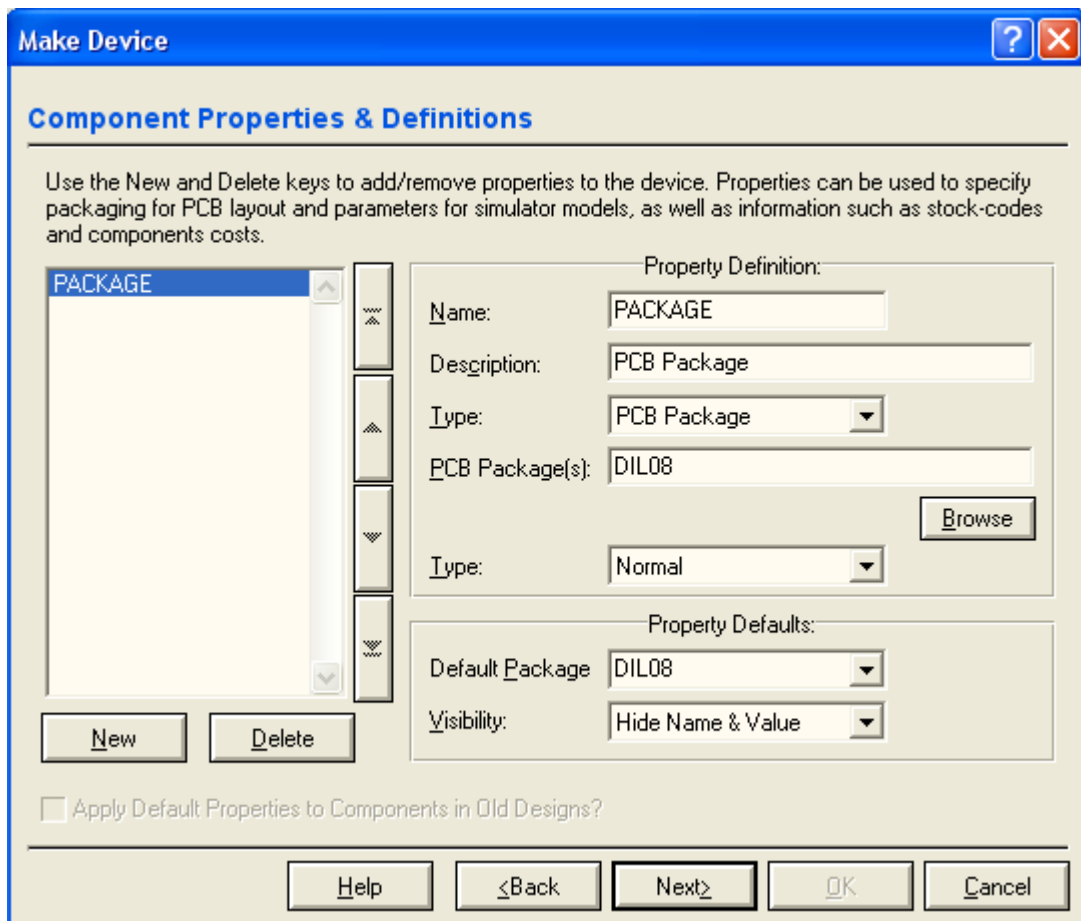 Make Device
Component Properties & Definitions
Use the New and Delete keys to add/remove properties to the device. Properties can be used to specify
packaging for PCB layout and parameters for simulator models, as well as information such as stock-codes
and components costs.
PACKAGE
Property Definition:
Name: PACKAGE
Description: PCB Package
Type: PCB Package
PCB Package(s): DIL08
Browse
Type: Normal
Property Defaults:
Default Package DIL08
Visibility: Hide Name & Value
New Delete
Apply Default Properties to Components in Old Designs?
Help <Back Next> OK Cancel